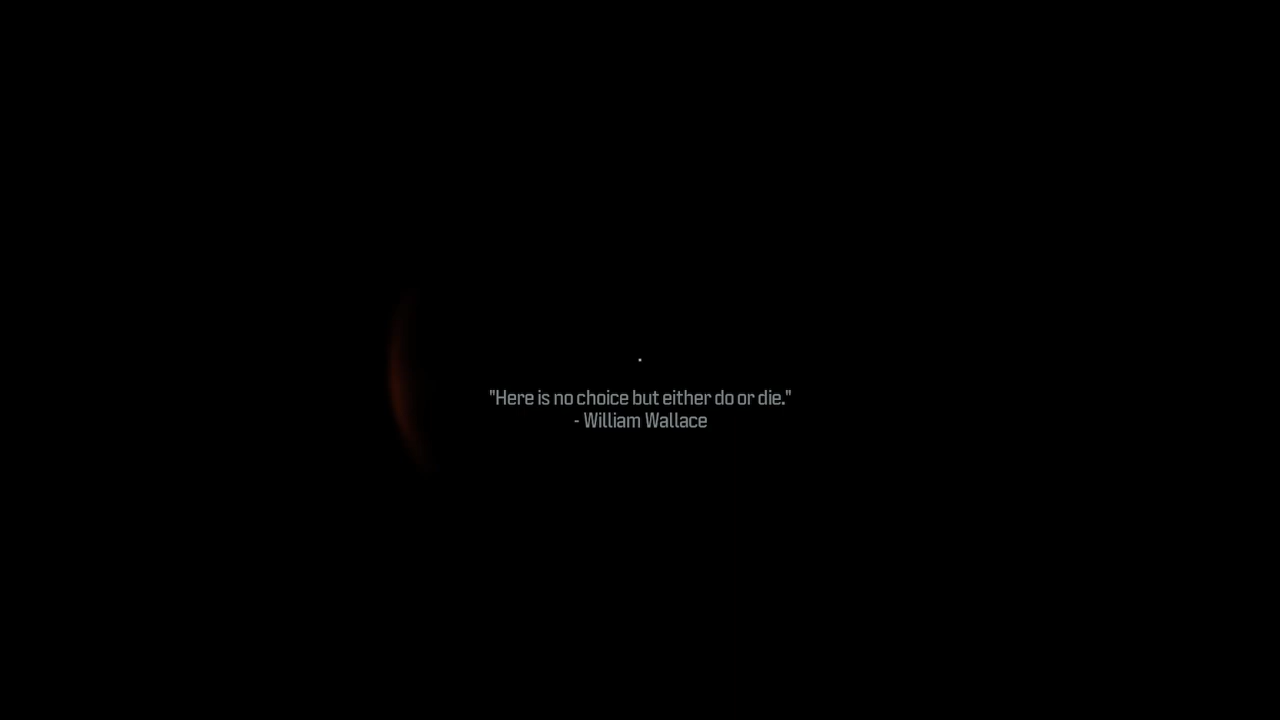 "Here is no choice but either do or die."
- William Wallace